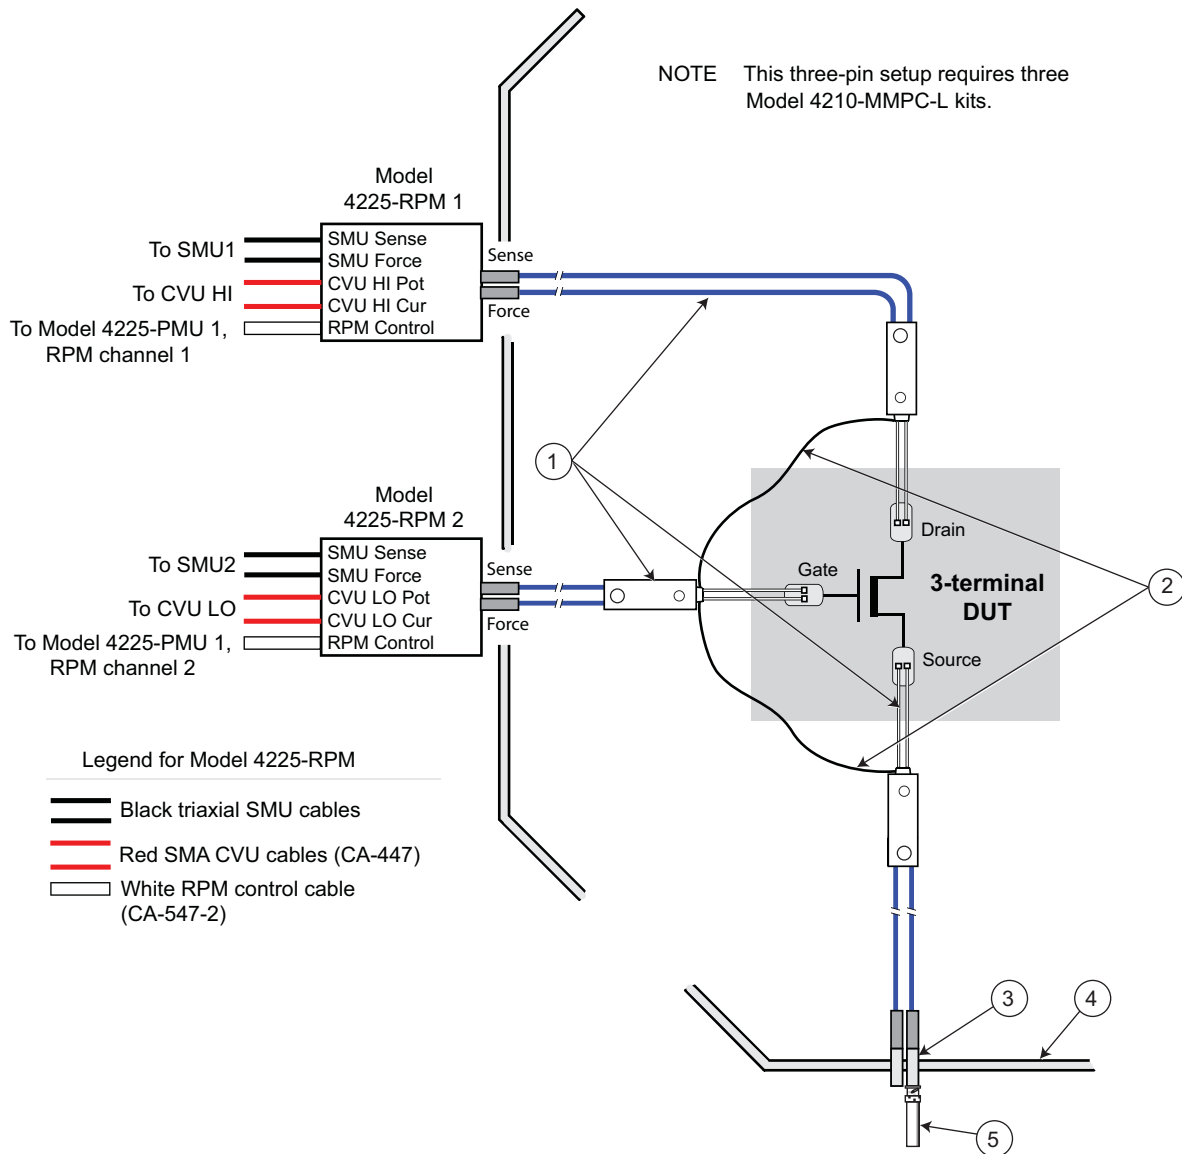 NOTE This three-pin setup requires three
Model 4210-MMPC-L kits.
Model
4225-RPM 1
To SMU1
SMU Sense
SMU Force
To CVU HI
CVU HI Pot
CVU HI Cur
To Model 4225-PMU 1,
RPM channel 1
RPM Control
Sense
Force
1
Model
4225-RPM 2
To SMU2
SMU Sense
SMU Force
To CVU LO
CVU LO Pot
CVU LO Cur
To Model 4225-PMU 1,
RPM channel 2
RPM Control
Sense
Force
Drain
Gate
3-terminal
DUT
Source
2
Legend for Model 4225-RPM
Black triaxial SMU cables
Red SMA CVU cables (CA-447)
White RPM control cable
(CA-547-2)
3
4
5